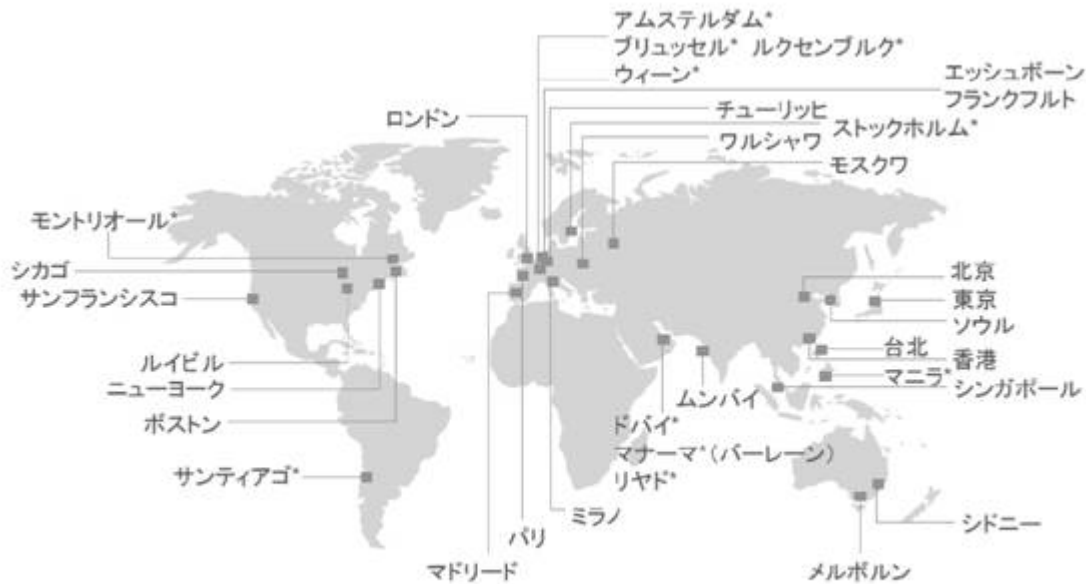 アムステルダム*
ブリュッセル* ルクセンブルク*
ウィーン*
エッシュボーン
フランクフルト
チューリッヒ
ストックホルム*
ロンドン
ワルシャワ
モスクワ
モントリオール*
シカゴ
サンフランシスコ
北京
東京
ソウル
台北
香港
マニラ*
シンガポール
ルイビル
ニューヨーク
ボストン
ムンバイ
ドバイ*
マナーマ*(バーレーン)
リヤド*
サンティアゴ*
ミラノ
パリ
マドリード
シドニー
メルボルン